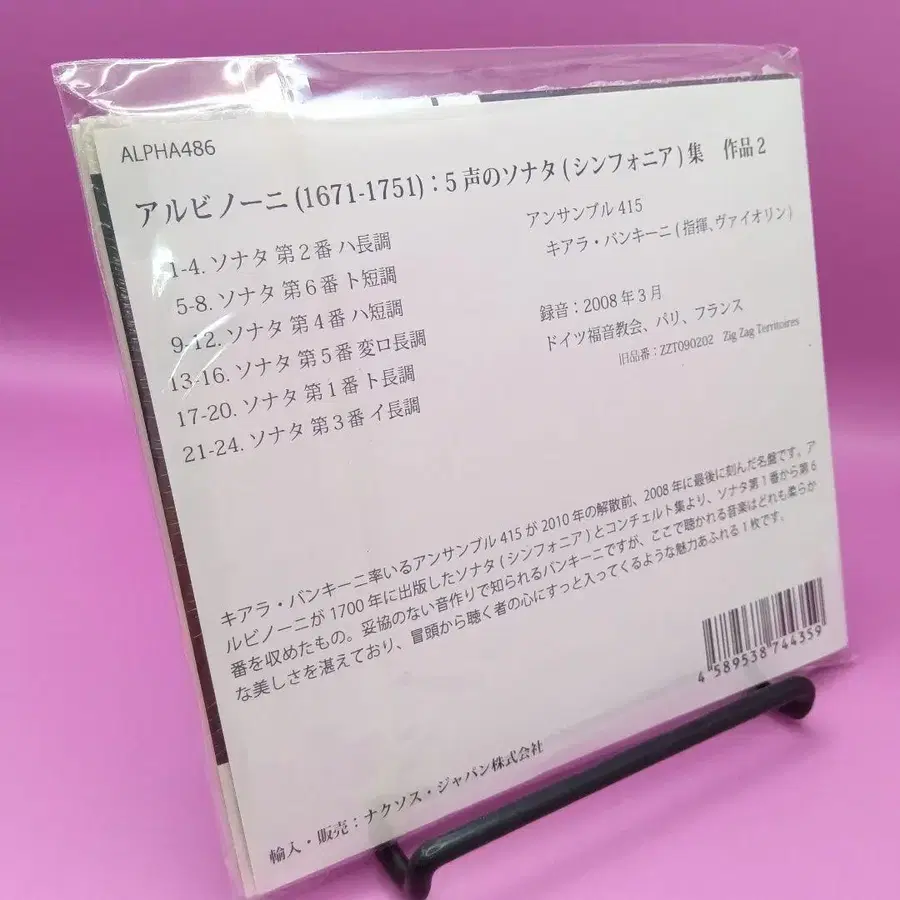 ALPHA486
アルビノーニ(1671-1751)：5声のソナタ(シンフォニア)集　作品2
1-4. ソナタ 第2番 ハ長調
5-8. ソナタ 第6番 ト短調
9-12. ソナタ 第4番 ハ短調
13-16. ソナタ 第5番 変ロ長調
17-20. ソナタ 第1番 ト長調
21-24. ソナタ 第3番 イ長調
アンサンブル415
キアラ・バンキーニ(指揮、ヴァイオリン)
録音：2008年3月
ドイツ福音教会、パリ、フランス
旧品番：ZZT090202　Zig Zag Territoires
キアラ・バンキーニ率いるアンサンブル415が2010年の解散前、2008年に最後に刻んだ名盤です。ア
ルビノーニが1700年に出版したソナタ(シンフォニア)とコンチェルト集より、ソナタ第1番から第6
番を収めたもの。妥協のない音作りで知られるバンキーニですが、ここで聴かれる音楽はどれも柔らか
な美しさを湛えており、冒頭から聴く者の心にすっと入ってくるような魅力あふれる1枚です。
4 589538 744359
輸入・販売：ナクソス・ジャパン株式会社